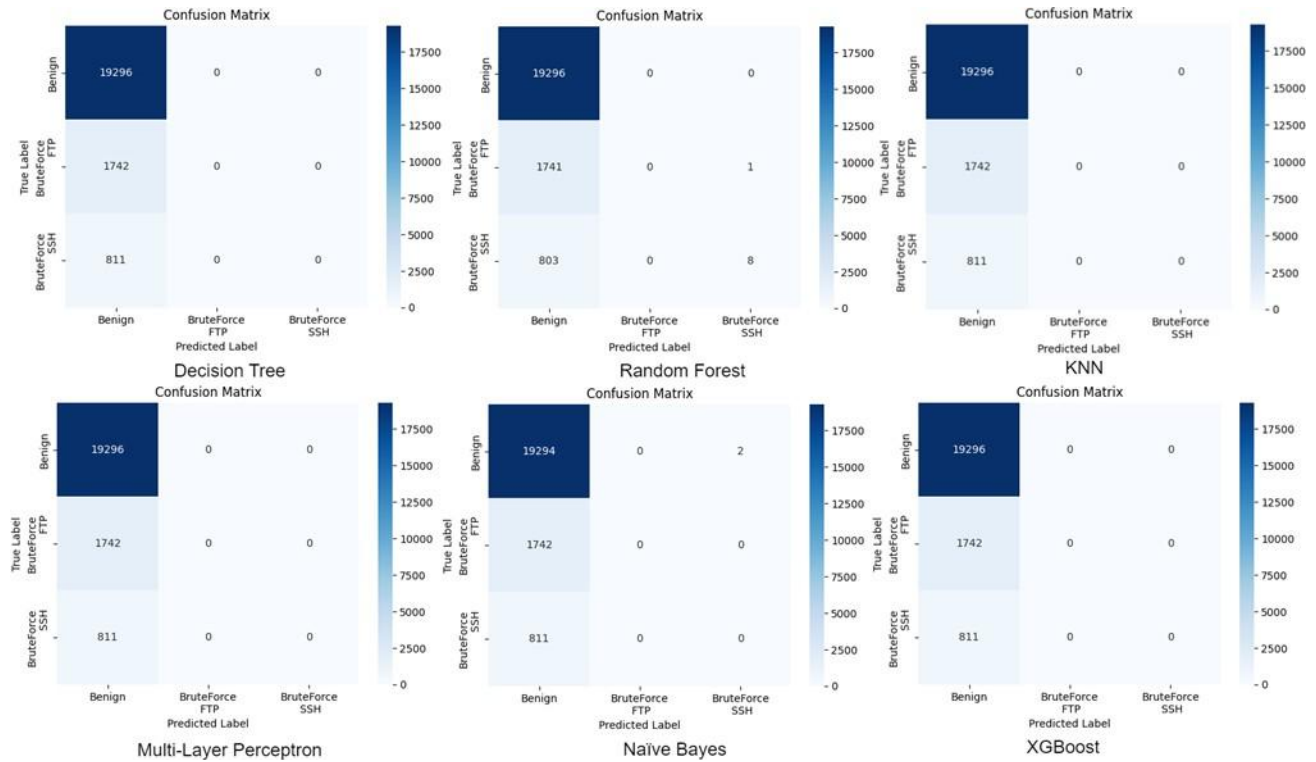 Confusion Matrix
Benign
19296 0 0
17500
15000
12500
True Label
BruteForce
FTP
1742 0 0
10000
7500
BruteForce
SSH
811 0 0
5000
2500
0
Benign
BruteForce
FTP
BruteForce
SSH
Predicted Label
Decision Tree
Confusion Matrix
Benign
19296 0 0
17500
15000
12500
True Label
BruteForce
FTP
1741 0 1
10000
7500
BruteForce
SSH
803 0 8
5000
2500
0
Benign
BruteForce
FTP
BruteForce
SSH
Predicted Label
Random Forest
Confusion Matrix
Benign
19296 0 0
17500
15000
12500
True Label
BruteForce
FTP
1742 0 0
10000
7500
BruteForce
SSH
811 0 0
5000
2500
0
Benign
BruteForce
FTP
BruteForce
SSH
Predicted Label
KNN
Confusion Matrix
Benign
19296 0 0
17500
15000
12500
True Label
BruteForce
FTP
1742 0 0
10000
7500
BruteForce
SSH
811 0 0
5000
2500
0
Benign
BruteForce
FTP
BruteForce
SSH
Predicted Label
Multi-Layer Perceptron
Confusion Matrix
Benign
19294 0 2
17500
15000
12500
True Label
BruteForce
FTP
1742 0 0
10000
7500
BruteForce
SSH
811 0 0
5000
2500
0
Benign
BruteForce
FTP
BruteForce
SSH
Predicted Label
Naïve Bayes
Confusion Matrix
Benign
19296 0 0
17500
15000
12500
True Label
BruteForce
FTP
1742 0 0
10000
7500
BruteForce
SSH
811 0 0
5000
2500
0
Benign
BruteForce
FTP
BruteForce
SSH
Predicted Label
XGBoost